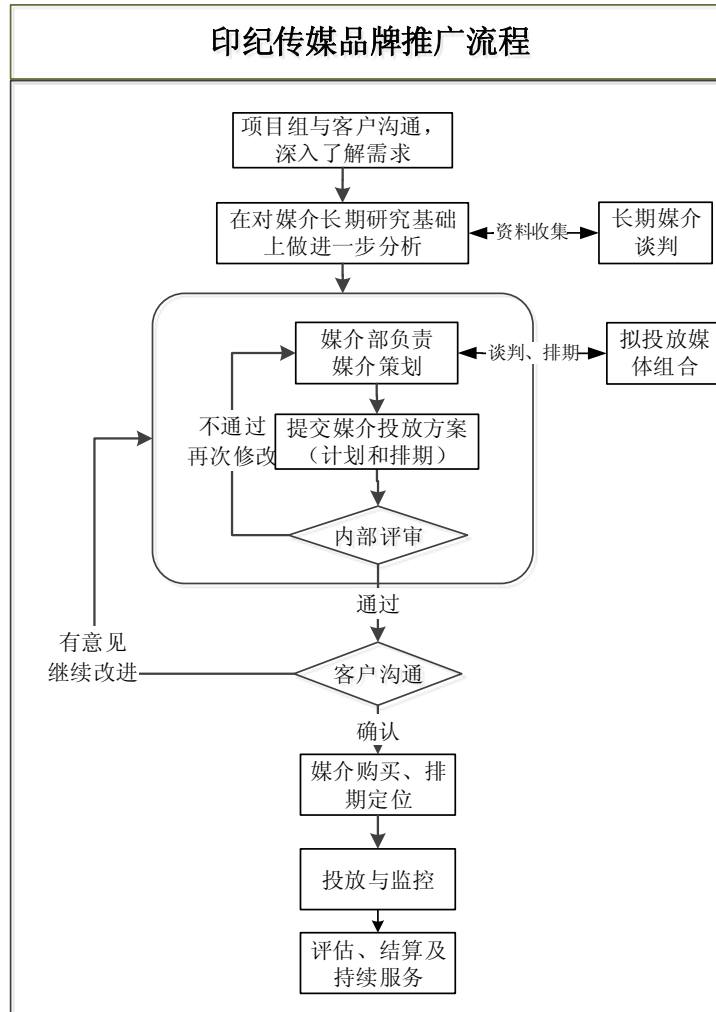 印纪传媒品牌推广流程
项目组与客户沟通，
深入了解需求
在对媒介长期研究基础
上做进一步分析
资料收集
长期媒介
谈判
媒介部负责
媒介策划
谈判、排期
拟投放媒
体组合
不通过
再次修改
提交媒介投放方案
（计划和排期）
内部评审
通过
有意见
继续改进
客户沟通
确认
媒介购买、排
期定位
投放与监控
评估、结算及
持续服务